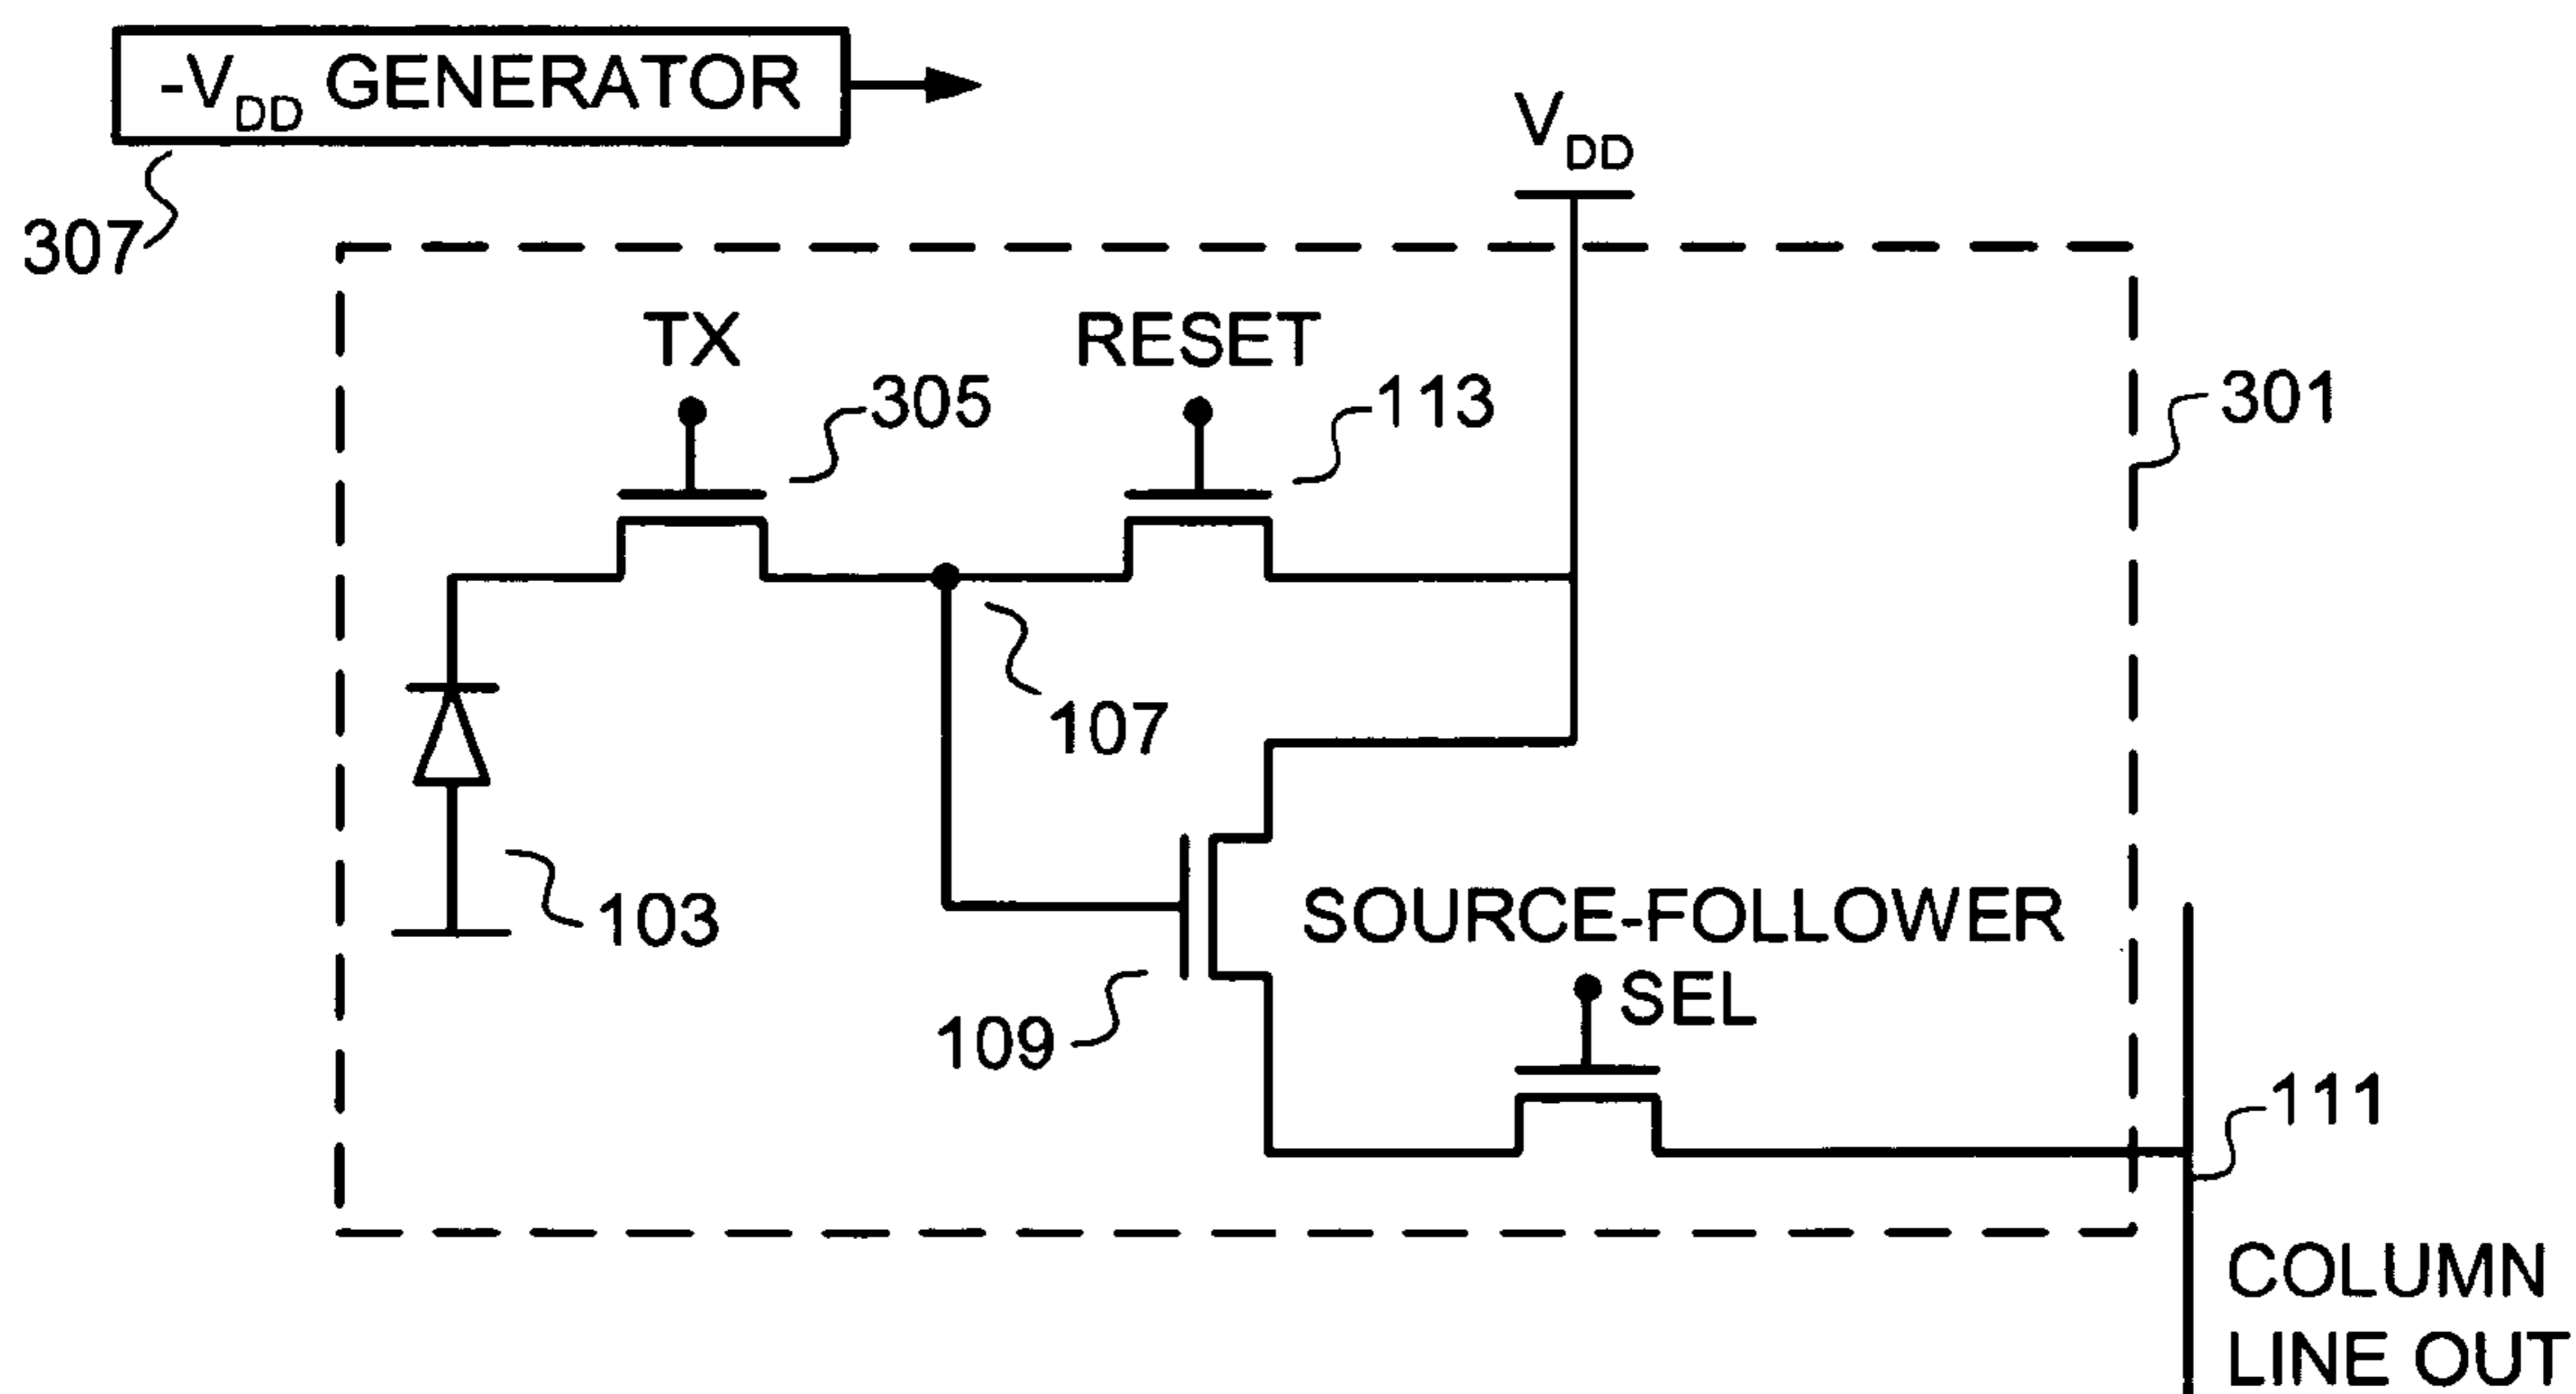 -VDD GENERATOR
307
VDD
TX
RESET
305
113
301
107
103
SOURCE-FOLLOWER
SEL
109
111
COLUMN
LINE OUT